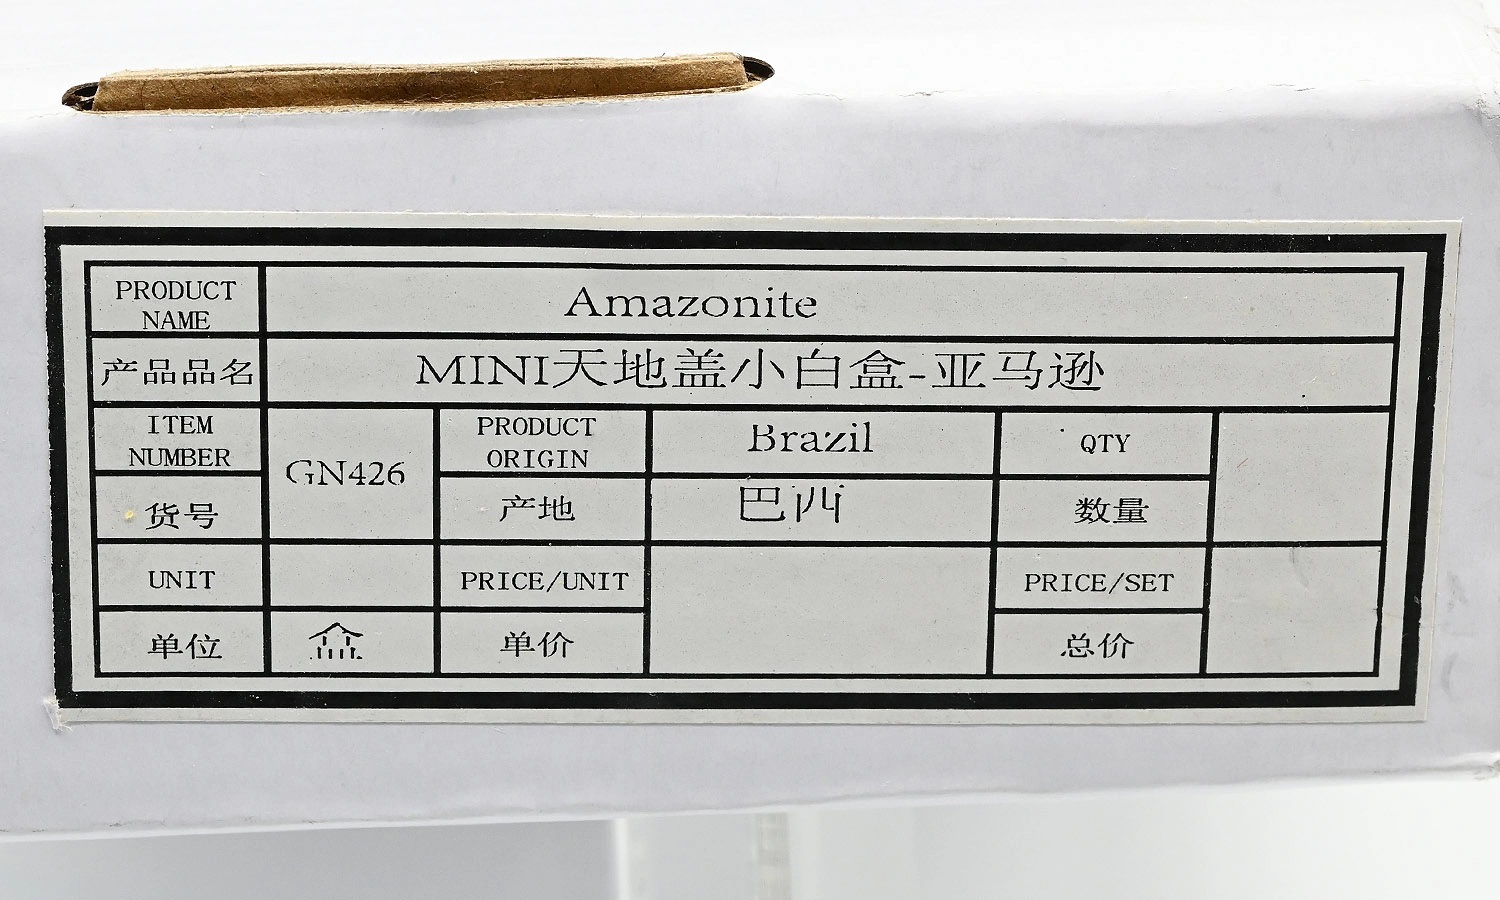 PRODUCT NAME
Amazonite
产品品名
MINI天地盖小白盒-亚马逊
ITEM NUMBER
GN426
PRODUCT ORIGIN
Brazil
QTY
货号
产地
巴西
数量
UNIT
PRICE/UNIT
PRICE/SET
单位
盒
单价
总价